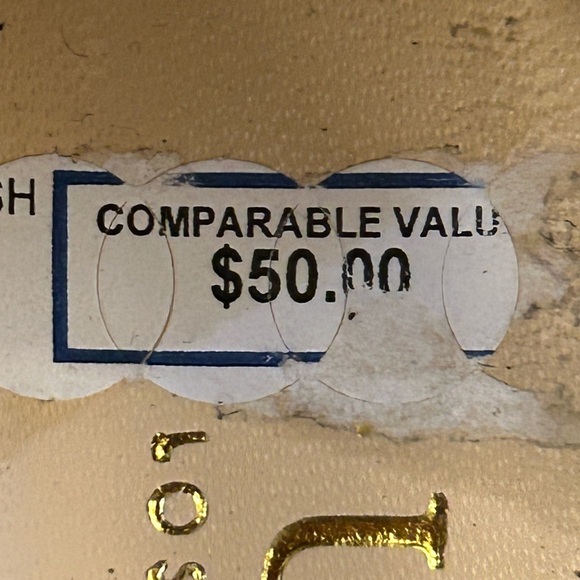 SH
COMPARABLE VALU
$50.00